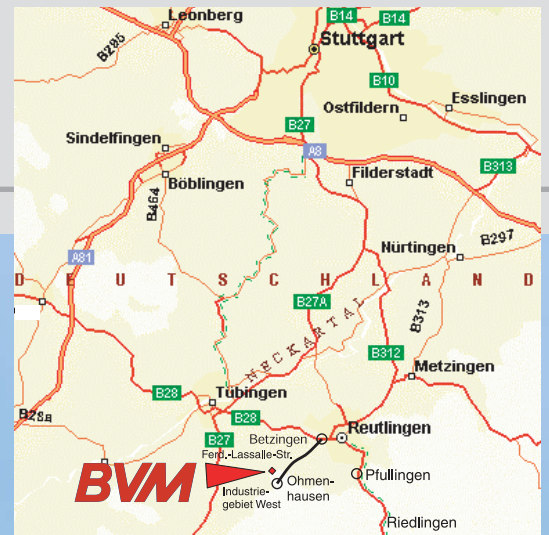 B14
B14
Leonberg
B295
Stuttgart
B10
Ostfildern
Esslingen
B27
Sindelfingen
A8
B313
Filderstadt
Böblingen
B464
A81
Nürtingen
B297
DEUTSCHLAND
B27A
NECKARTAL
B313
B312
Metzingen
B28
Tübingen
B28a
B28
Reutlingen
B27
Betzingen
Ferd.-Lassalle-Str.
BVM
Industrie-
gebiet West
Ohmen-
hausen
Pfullingen
Riedlingen